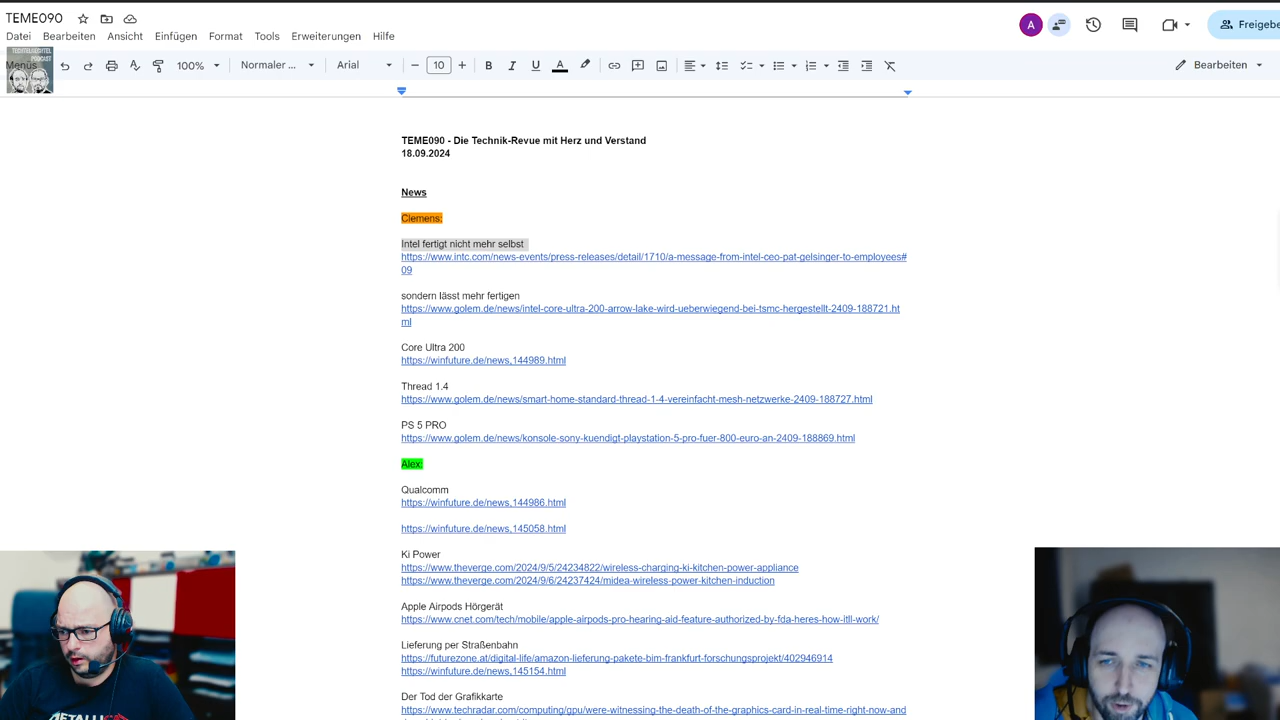 TEME090
Datei Bearbeiten Ansicht Einfügen Format Tools Erweiterungen Hilfe
A
Freigebe
TECHTELMECHTEL
PODCAST
Menüs
100% Normaler ... Arial 10 B I U A
Bearbeiten
TEME090 - Die Technik-Revue mit Herz und Verstand
18.09.2024
News
Clemens:
Intel fertigt nicht mehr selbst
https://www.intc.com/news-events/press-releases/detail/1710/a-message-from-intel-ceo-pat-gelsinger-to-employees#
09
sondern lässt mehr fertigen
https://www.golem.de/news/intel-core-ultra-200-arrow-lake-wird-ueberwiegend-bei-tsmc-hergestellt-2409-188721.ht
ml
Core Ultra 200
https://winfuture.de/news,144989.html
Thread 1.4
https://www.golem.de/news/smart-home-standard-thread-1-4-vereinfacht-mesh-netzwerke-2409-188727.html
PS 5 PRO
https://www.golem.de/news/konsole-sony-kuendigt-playstation-5-pro-fuer-800-euro-an-2409-188869.html
Alex:
Qualcomm
https://winfuture.de/news,144986.html
https://winfuture.de/news,145058.html
Ki Power
https://www.theverge.com/2024/9/5/24234822/wireless-charging-ki-kitchen-power-appliance
https://www.theverge.com/2024/9/6/24237424/midea-wireless-power-kitchen-induction
Apple Airpods Hörgerät
https://www.cnet.com/tech/mobile/apple-airpods-pro-hearing-aid-feature-authorized-by-fda-heres-how-itll-work/
Lieferung per Straßenbahn
https://futurezone.at/digital-life/amazon-lieferung-pakete-bim-frankfurt-forschungsprojekt/402946914
https://winfuture.de/news,145154.html
Der Tod der Grafikkarte
https://www.techradar.com/computing/gpu/were-witnessing-the-death-of-the-graphics-card-in-real-time-right-now-and
METALLICA